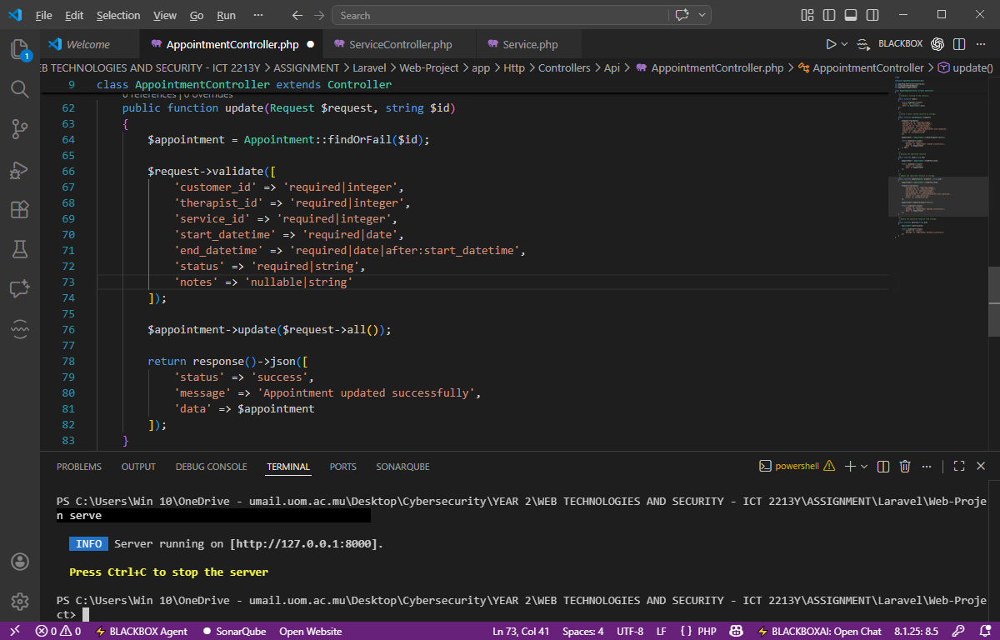 File Edit Selection View Go Run ··· Search
Welcome AppointmentController.php ServiceController.php Service.php BLACKBOX
EB TECHNOLOGIES AND SECURITY - ICT 2213Y > ASSIGNMENT > Laravel > Web-Project > app > Http > Controllers > Api > AppointmentController.php > AppointmentController > update()
1
9 class AppointmentController extends Controller
0 references | 0 overrides
62 public function update(Request $request, string $id)
63 {
64 $appointment = Appointment::findOrFail($id);
65
66 $request->validate([
67 'customer_id' => 'required|integer',
68 'therapist_id' => 'required|integer',
69 'service_id' => 'required|integer',
70 'start_datetime' => 'required|date',
71 'end_datetime' => 'required|date|after:start_datetime',
72 'status' => 'required|string',
73 'notes' => 'nullable|string'
74 ]);
75
76 $appointment->update($request->all());
77
78 return response()->json([
79 'status' => 'success',
80 'message' => 'Appointment updated successfully',
81 'data' => $appointment
82 ]);
83 }
PROBLEMS OUTPUT DEBUG CONSOLE TERMINAL PORTS SONARQUBE powershell
PS C:\Users\Win 10\OneDrive - umail.uom.ac.mu\Desktop\Cybersecurity\YEAR 2\WEB TECHNOLOGIES AND SECURITY - ICT 2213Y\ASSIGNMENT\Laravel\Web-Proje
n serve
INFO Server running on [http://127.0.0.1:8000].
Press Ctrl+C to stop the server
PS C:\Users\Win 10\OneDrive - umail.uom.ac.mu\Desktop\Cybersecurity\YEAR 2\WEB TECHNOLOGIES AND SECURITY - ICT 2213Y\ASSIGNMENT\Laravel\Web-Proje
ct>
0 0 BLACKBOX Agent SonarQube Open Website Ln 73, Col 41 Spaces: 4 UTF-8 LF { } PHP BLACKBOXAI: Open Chat 8.1.25: 8.5